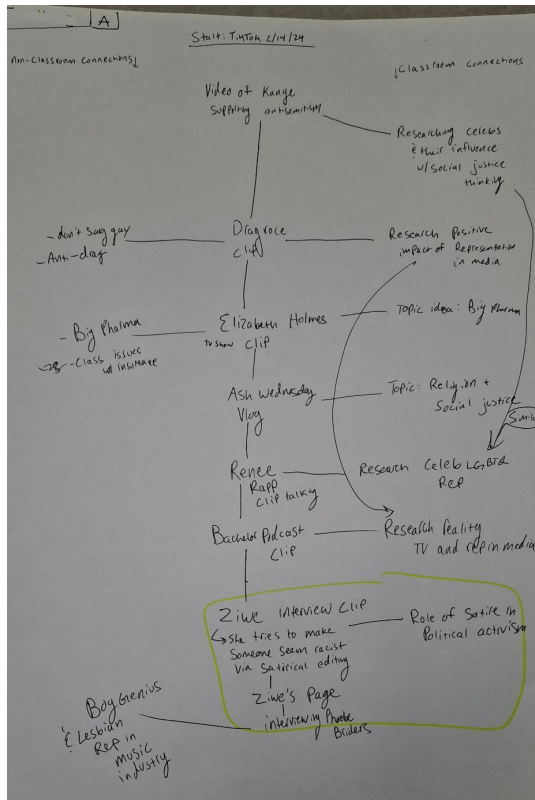 A
Start: TikTok 2/14/24
non-classroom connections↓
↓Classroom connections
Video of Kanye
supporting antisemitism
Researching celebs
& their influence
w/social justice
thinking
- don't say gay
- Anti-drag
Dragrace
clip
Research positive
impact of Representation
in media
- Big Pharma
- Class issues
w/ insurance
Elizabeth Holmes
TV show clip
Topic idea: Big Pharma
Ash Wednesday
Vlog
Topic: Religion +
Social justice
Renee
Rapp
clip talking
Research Celeb LGBTQ
Rep
Bachelor Podcast
Clip
Research Reality
TV and rep in media
Ziwe interview Clip
↳ She tries to make
someone seem racist
via satirical editing
Role of Satire in
Political activism
Ziwe's Page
interviewing Phoebe
Bridgers
Boy Genius
& Lesbian
Rep in
music
industry